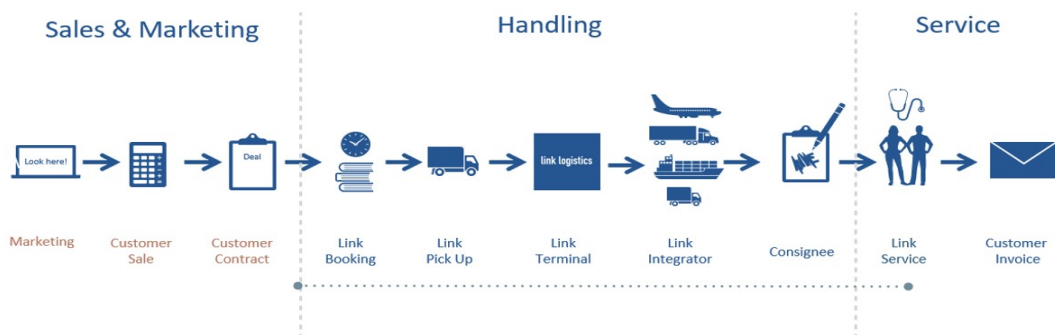 Sales & Marketing
Handling
Service
Look here!
Deal
link logistics
Marketing
Customer
Sale
Customer
Contract
Link
Booking
Link
Pick Up
Link
Terminal
Link
Integrator
Consignee
Link
Service
Customer
Invoice